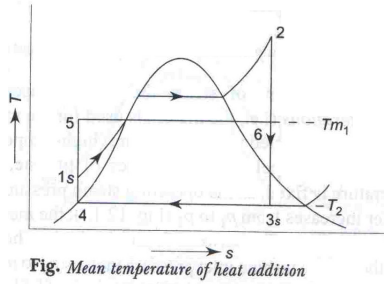 2
T
5
Tm₁
6
1s
T₂
4
3s
s
Fig. Mean temperature of heat addition